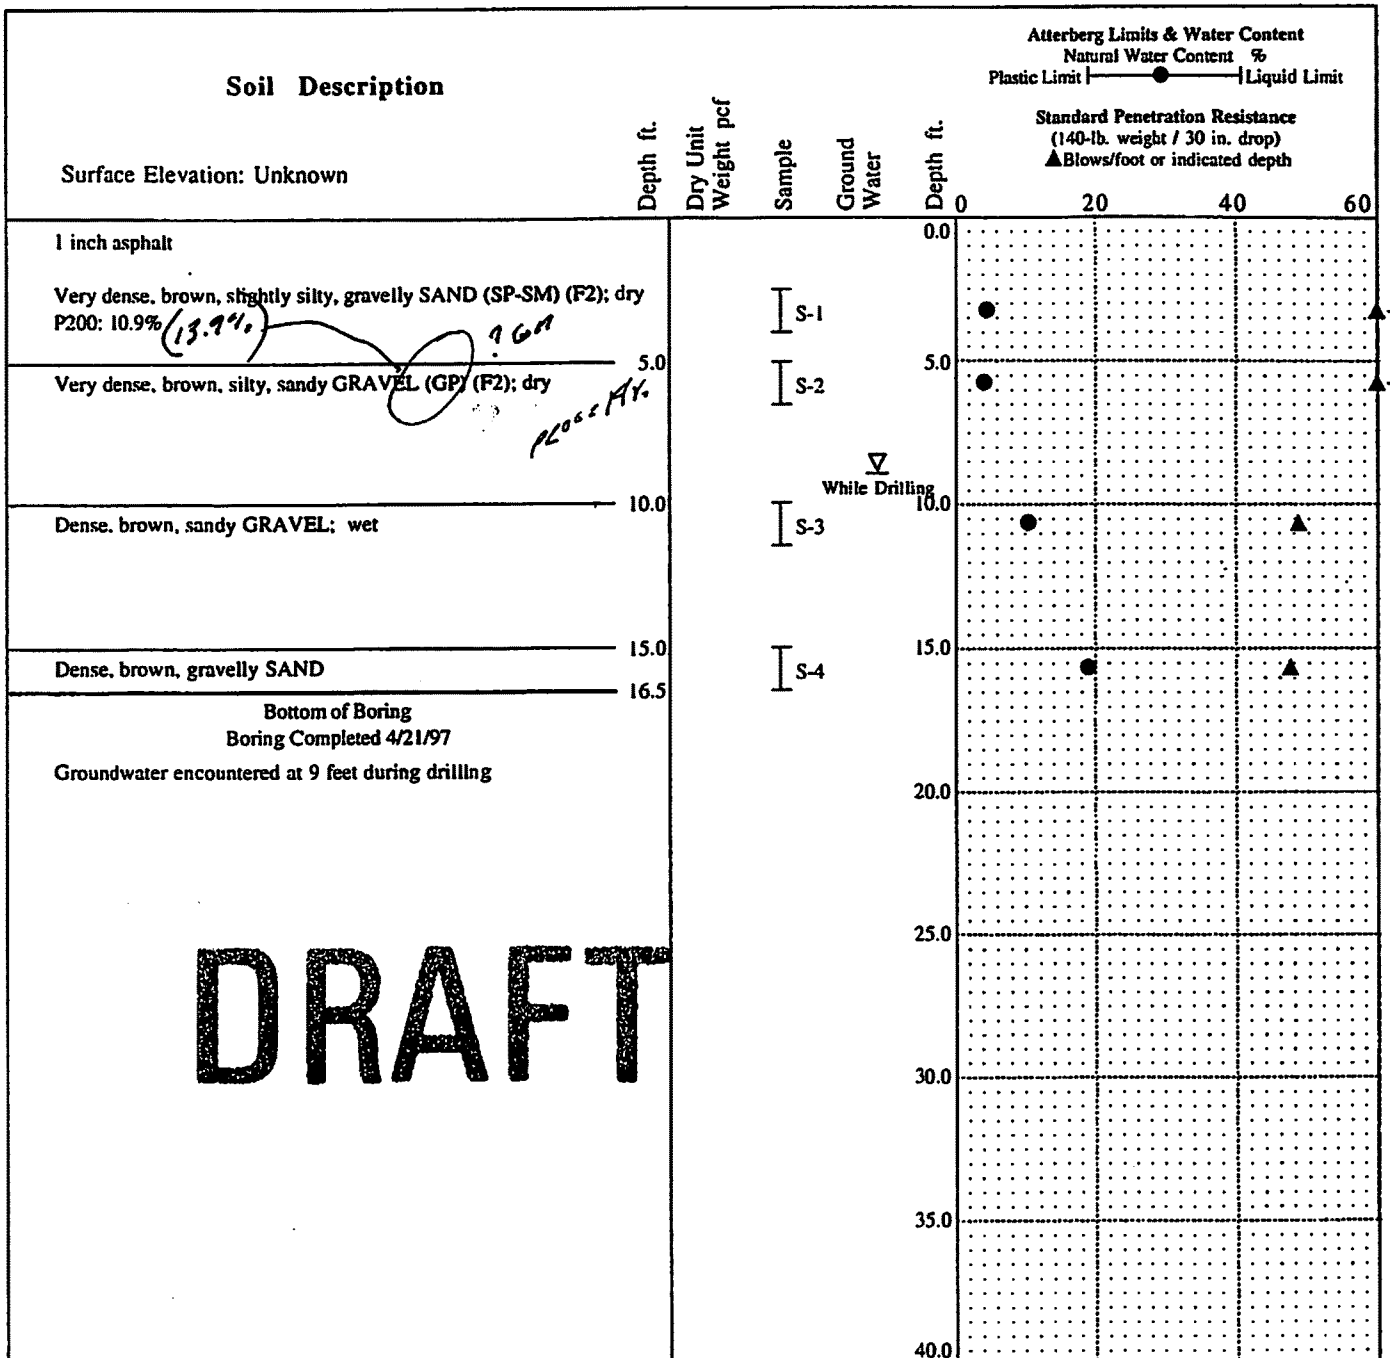 Soil Description
Surface Elevation: Unknown
Depth ft.
Dry Unit
Weight pcf
Sample
Ground
Water
Depth ft.
Atterberg Limits & Water Content
Natural Water Content %
Plastic Limit Liquid Limit
Standard Penetration Resistance
(140-lb. weight / 30 in. drop)
▲Blows/foot or indicated depth
0 20 40 60
0.0
1 inch asphalt
Very dense, brown, slightly silty, gravelly SAND (SP-SM) (F2); dry
S-1
P200: 10.9% (13.9%)
? GM
5.0 5.0
Very dense, brown, silty, sandy GRAVEL (GP) (F2); dry
S-2
While Drilling
10.0 10.0
Dense, brown, sandy GRAVEL; wet
S-3
15.0 15.0
Dense, brown, gravelly SAND
S-4
16.5
Bottom of Boring
Boring Completed 4/21/97
Groundwater encountered at 9 feet during drilling
20.0
25.0
DRAFT
30.0
35.0
40.0